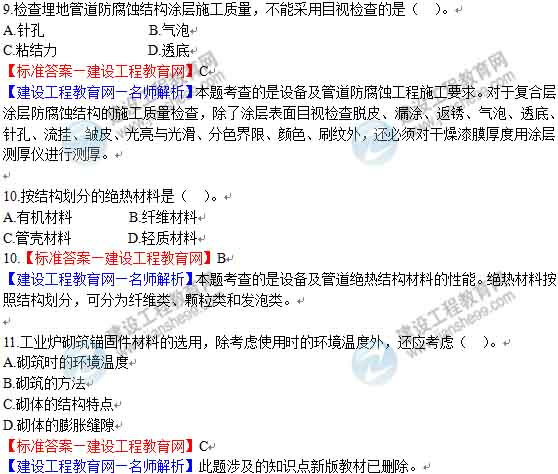 9.检查埋地管道防腐蚀结构涂层施工质量，不能采用目视检查的是（ ）。
A.针孔 B.气泡
C.粘结力 D.透底
【标准答案—建设工程教育网】C
【建设工程教育网—名师解析】本题考查的是设备及管道防腐蚀工程施工要求。对于复合层
涂层防腐蚀结构的施工质量检查，除了涂层表面目视检查脱皮、漏涂、返锈、气泡、透底、
针孔、流挂、皱皮、光亮与光滑、分色界限、颜色、刷纹外，还必须对干燥漆膜厚度用涂层
测厚仪进行测厚。
10.按结构划分的绝热材料是（ ）。
A.有机材料 B.纤维材料
C.管壳材料 D.轻质材料
10.【标准答案—建设工程教育网】B
【建设工程教育网—名师解析】本题考查的是设备及管道绝热结构材料的性能。绝热材料按
照结构划分，可分为纤维类、颗粒类和发泡类。
11.工业炉砌筑锚固件材料的选用，除考虑使用时的环境温度外，还应考虑（ ）。
A.砌筑时的环境温度
B.砌筑的方法
C.砌体的结构特点
D.砌体的膨胀缝隙
【标准答案—建设工程教育网】C
【建设工程教育网—名师解析】此题涉及的知识点新版教材已删除。
建设工程教育网
www.jianshe99.com